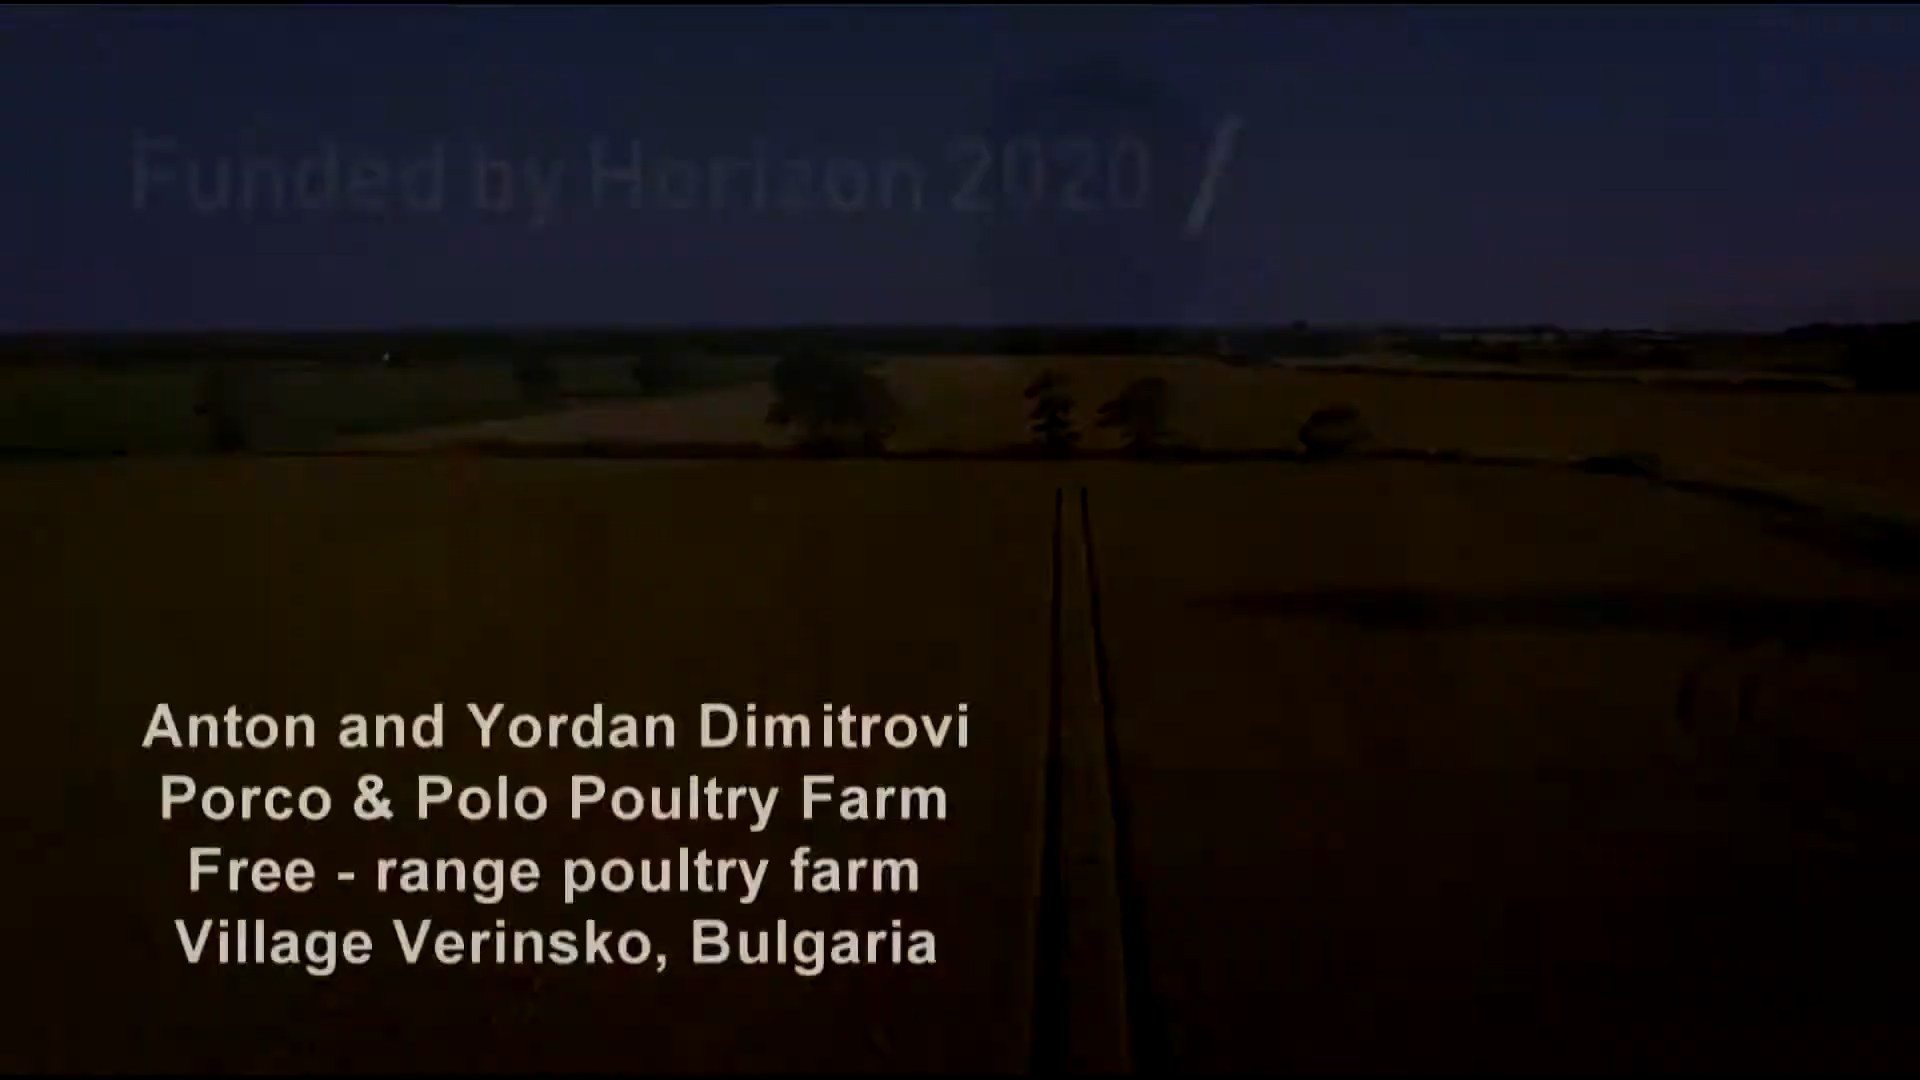 Funded by Horizon 2020 /
Anton and Yordan Dimitrovi
Porco & Polo Poultry Farm
Free - range poultry farm
Village Verinsko, Bulgaria